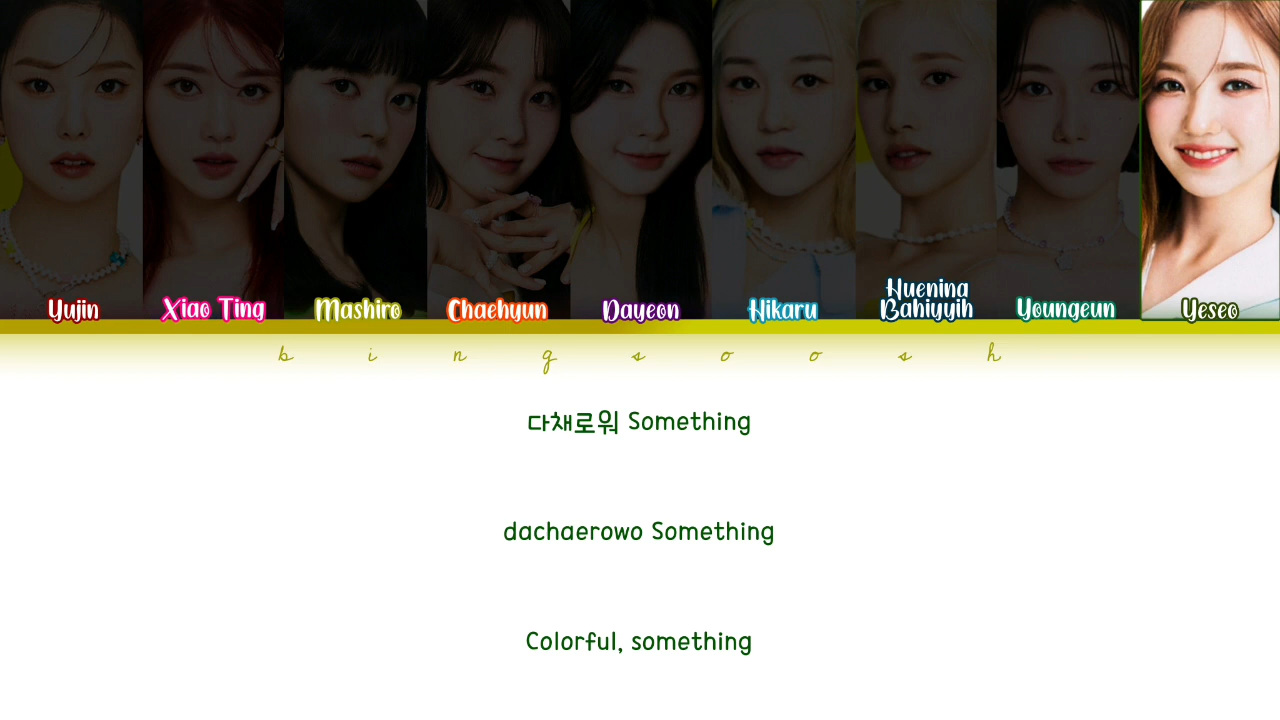 Yujin
Xiao Ting
Mashiro
Chaehyun
Dayeon
Hikaru
Huenina
Bahiyyih
Youngeun
Yeseo
b i n g s o o s h
다채로워 Something
dachaerowo Something
Colorful, something